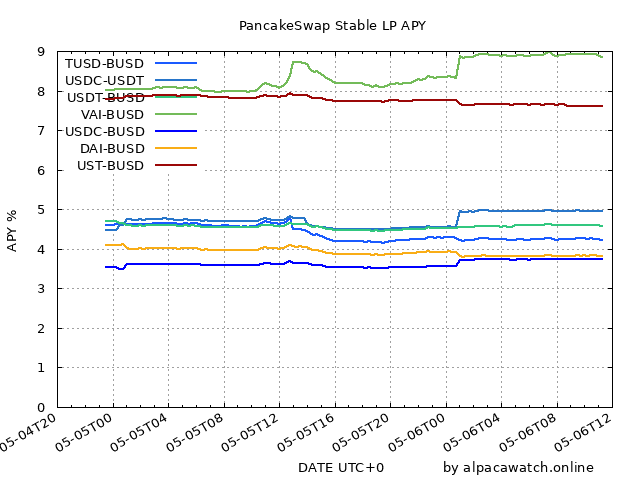 PancakeSwap Stable LP APY
9
8
7
6
5
4
3
2
1
0
APY %
TUSD-BUSD
USDC-USDT
USDT-BUSD
VAI-BUSD
USDC-BUSD
DAI-BUSD
UST-BUSD
05-04T20
05-05T00
05-05T04
05-05T08
05-05T12
05-05T16
05-05T20
05-06T00
05-06T04
05-06T08
05-06T12
DATE UTC+0
by alpacawatch.online